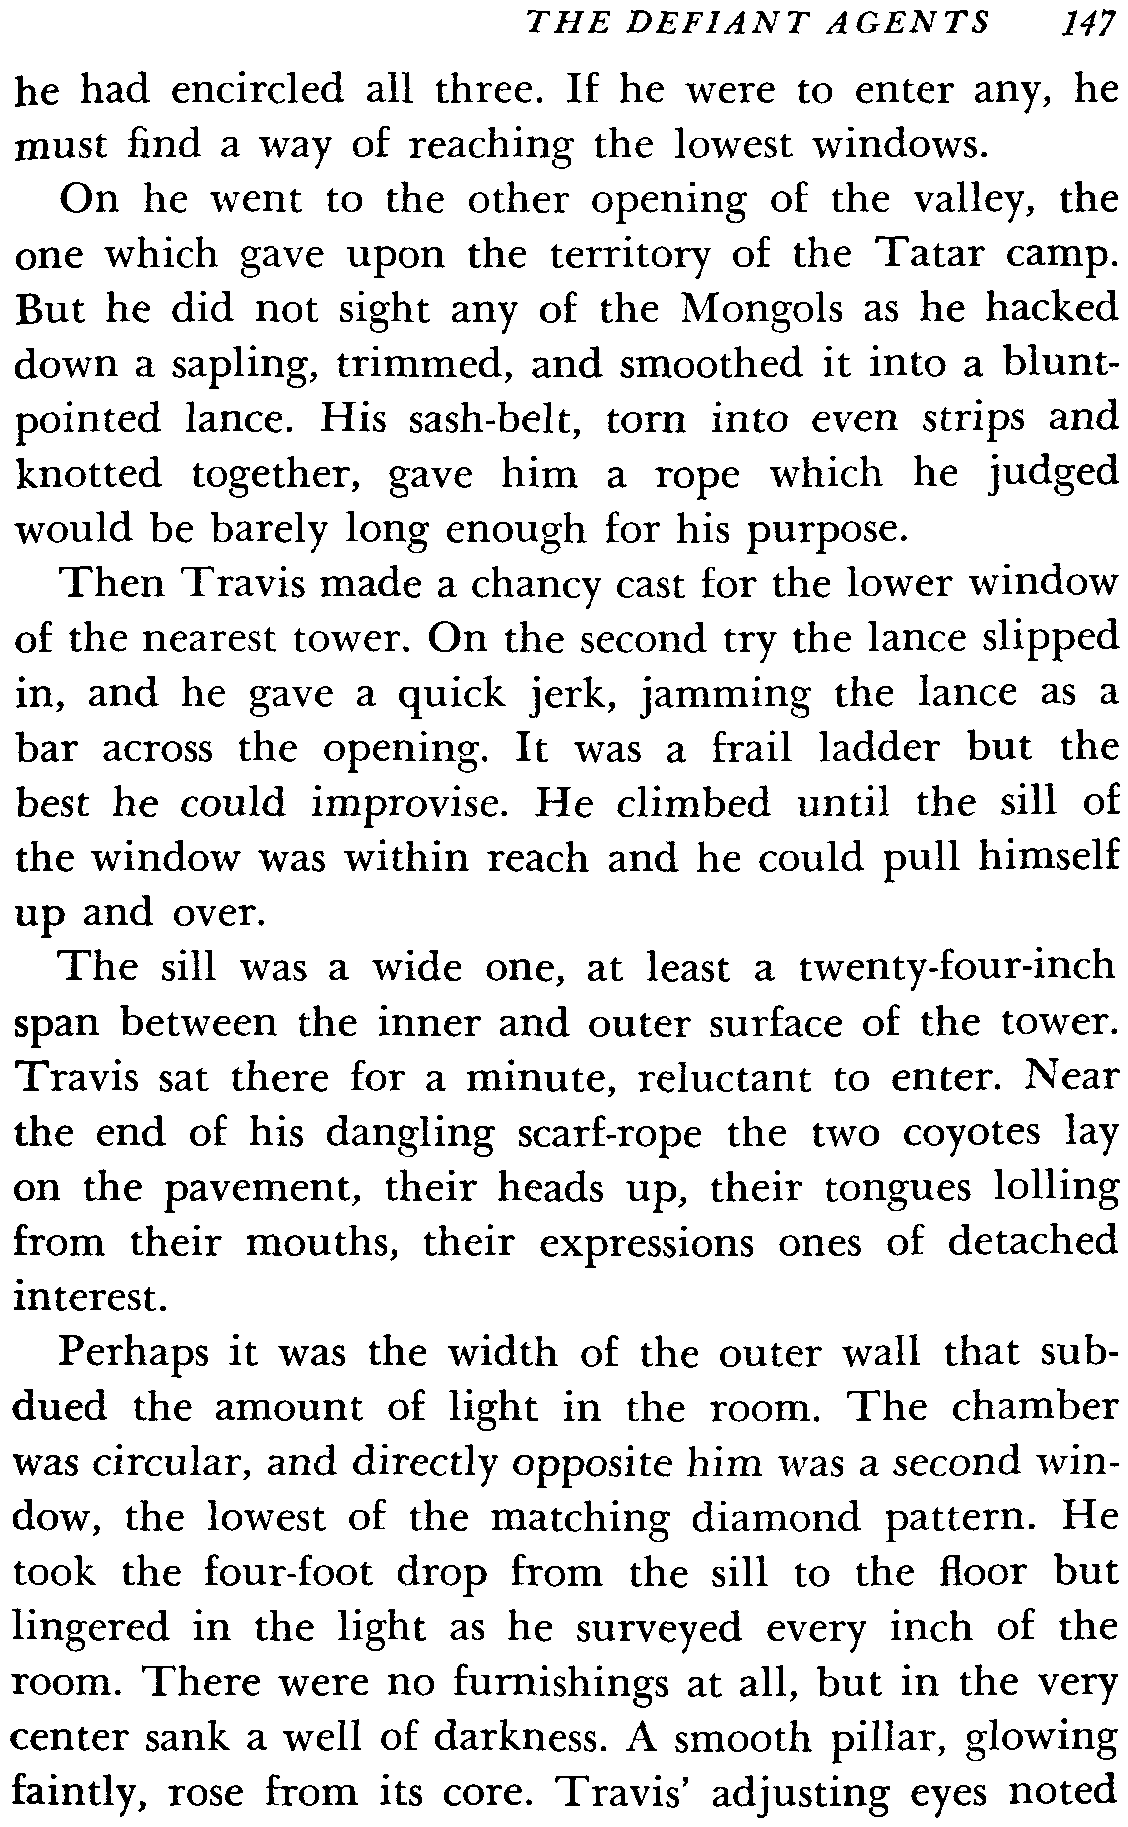 THE DEFIANT AGENTS 147
he had encircled all three. If he were to enter any, he
must find a way of reaching the lowest windows.
On he went to the other opening of the valley, the
one which gave upon the territory of the Tatar camp.
But he did not sight any of the Mongols as he hacked
down a sapling, trimmed, and smoothed it into a blunt-
pointed lance. His sash-belt, torn into even strips and
knotted together, gave him a rope which he judged
would be barely long enough for his purpose.
Then Travis made a chancy cast for the lower window
of the nearest tower. On the second try the lance slipped
in, and he gave a quick jerk, jamming the lance as a
bar across the opening. It was a frail ladder but the
best he could improvise. He climbed until the sill of
the window was within reach and he could pull himself
up and over.
The sill was a wide one, at least a twenty-four-inch
span between the inner and outer surface of the tower.
Travis sat there for a minute, reluctant to enter. Near
the end of his dangling scarf-rope the two coyotes lay
on the pavement, their heads up, their tongues lolling
from their mouths, their expressions ones of detached
interest.
Perhaps it was the width of the outer wall that sub-
dued the amount of light in the room. The chamber
was circular, and directly opposite him was a second win-
dow, the lowest of the matching diamond pattern. He
took the four-foot drop from the sill to the floor but
lingered in the light as he surveyed every inch of the
room. There were no furnishings at all, but in the very
center sank a well of darkness. A smooth pillar, glowing
faintly, rose from its core. Travis' adjusting eyes noted